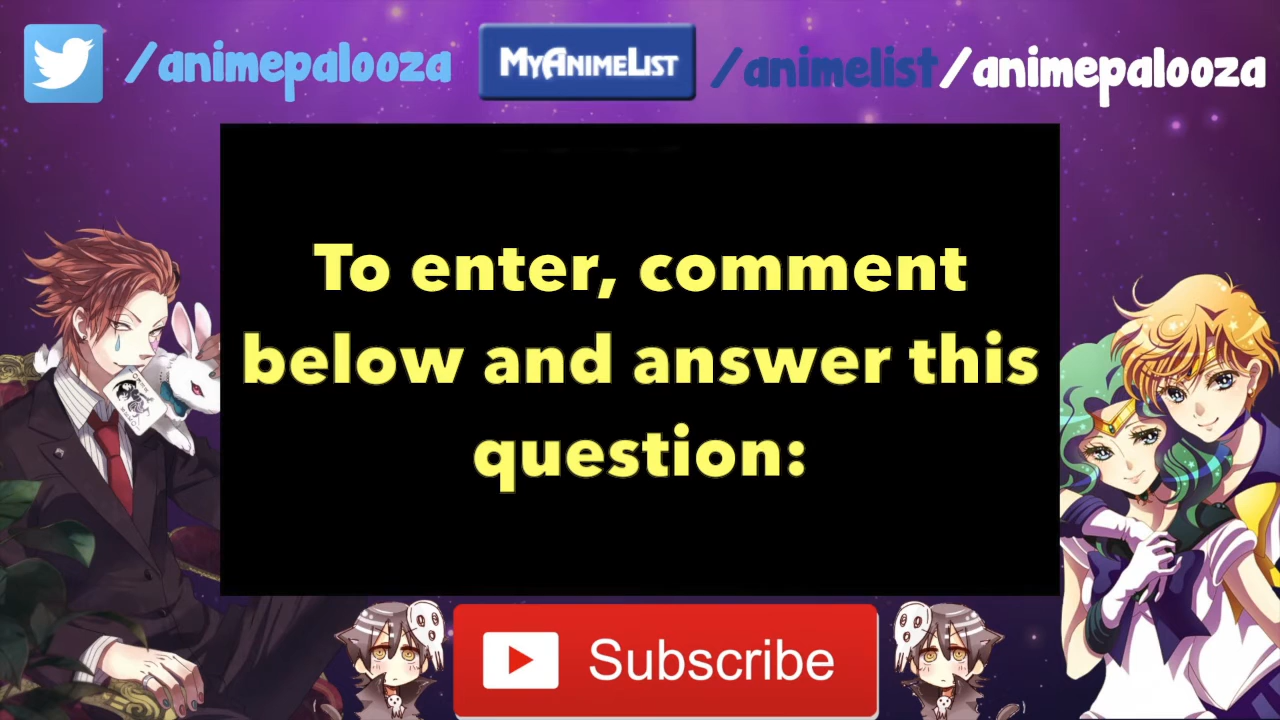 /animepalooza
MyAnimeList
/animelist/animepalooza
To enter, comment
below and answer this
question:
Subscribe